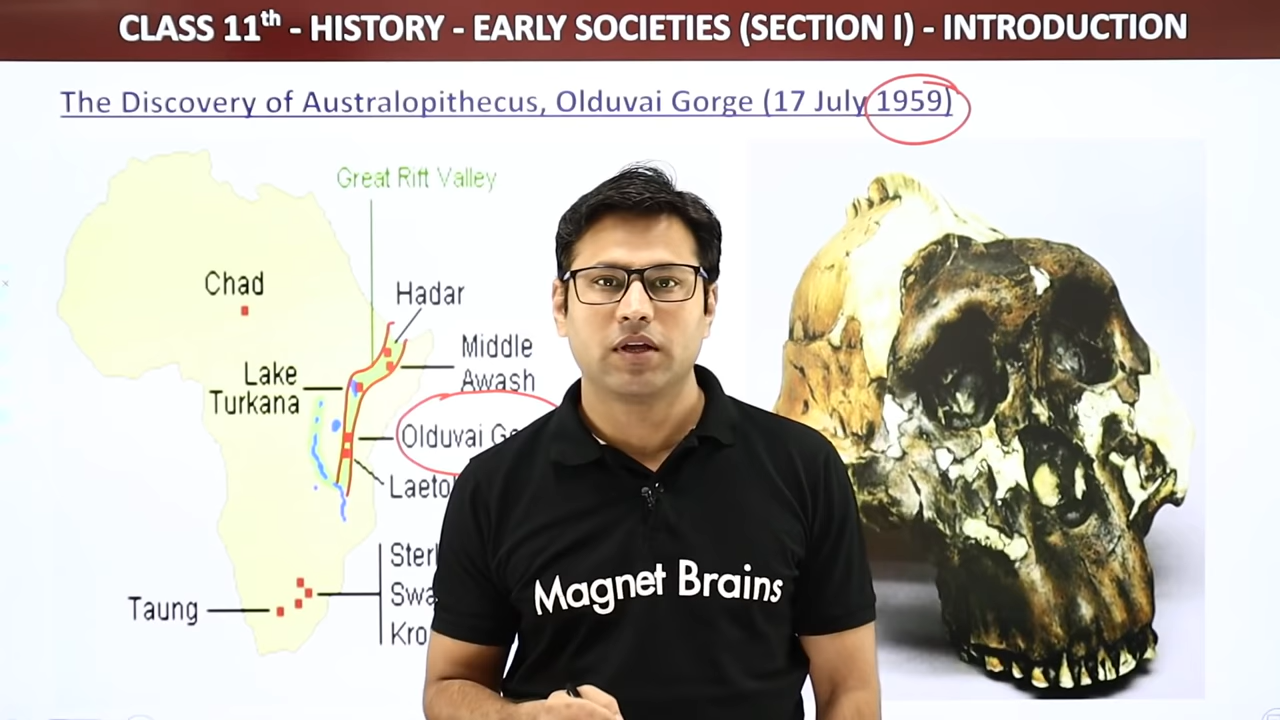 CLASS 11th - HISTORY - EARLY SOCIETIES (SECTION I) - INTRODUCTION
The Discovery of Australopithecus, Olduvai Gorge (17 July 1959)
Great Rift Valley
Chad
Hadar
Middle
Awash
Lake
Turkana
Olduvai
Taung
Magnet Brains